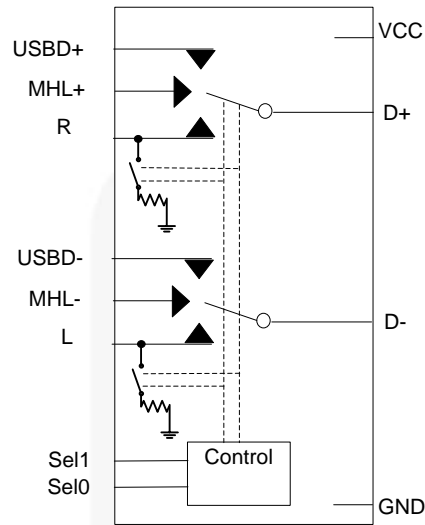 VCC
USBD+
MHL+
D+
R
USBD-
MHL-
D-
L
Control
Sel1
Sel0
GND